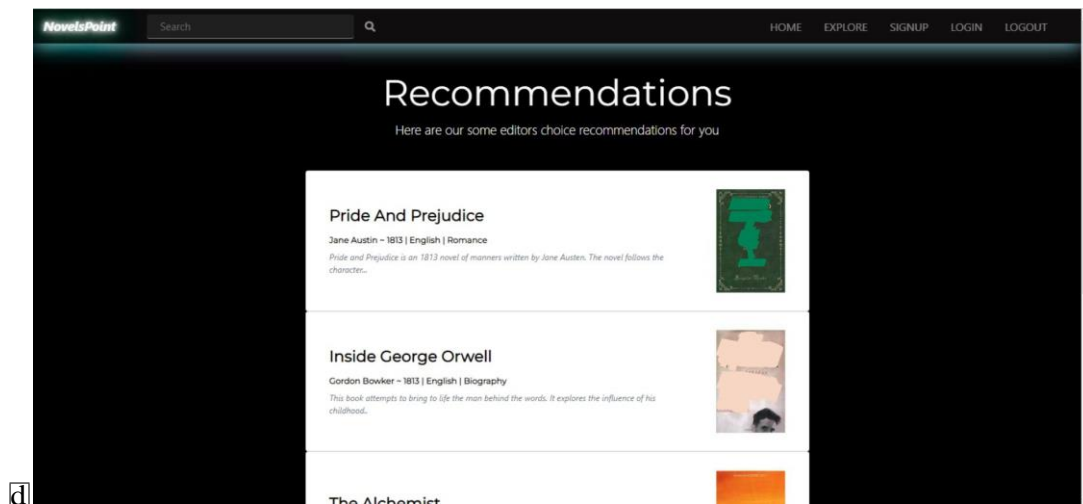 NovelsPoint
Search
HOME EXPLORE SIGNUP LOGIN LOGOUT
Recommendations
Here are our some editors choice recommendations for you
Pride And Prejudice
Jane Austin ~ 1813 | English | Romance
Pride and Prejudice is an 1813 novel of manners written by Jane Austen. The novel follows the
character...
Inside George Orwell
Gordon Bowker ~ 1813 | English | Biography
This book attempts to bring to life the man behind the words. It explores the influence of his
childhood..
The Alchemist
d